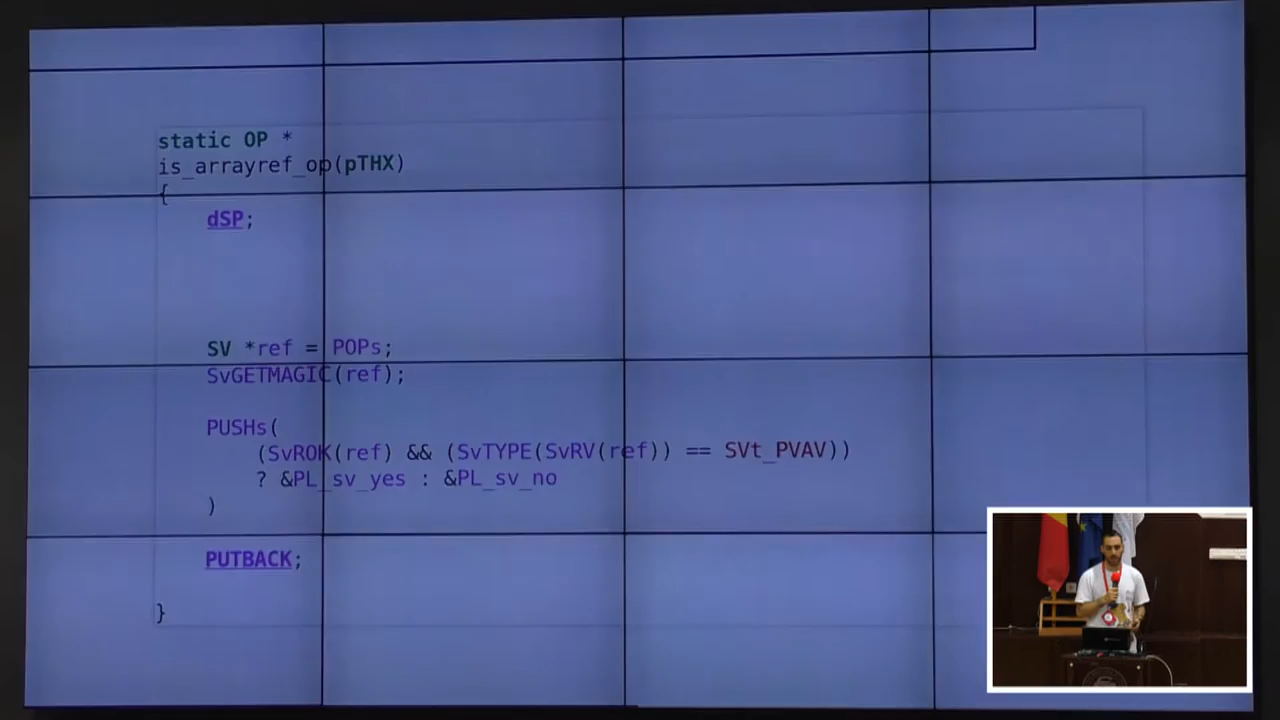 static OP *
is_arrayref_op(pTHX)
{
dSP;
SV *ref = POPs;
SvGETMAGIC(ref);
PUSHs(
(SvROK(ref) && (SvTYPE(SvRV(ref)) == SVt_PVAV))
? &PL_sv_yes : &PL_sv_no
)
PUTBACK;
}